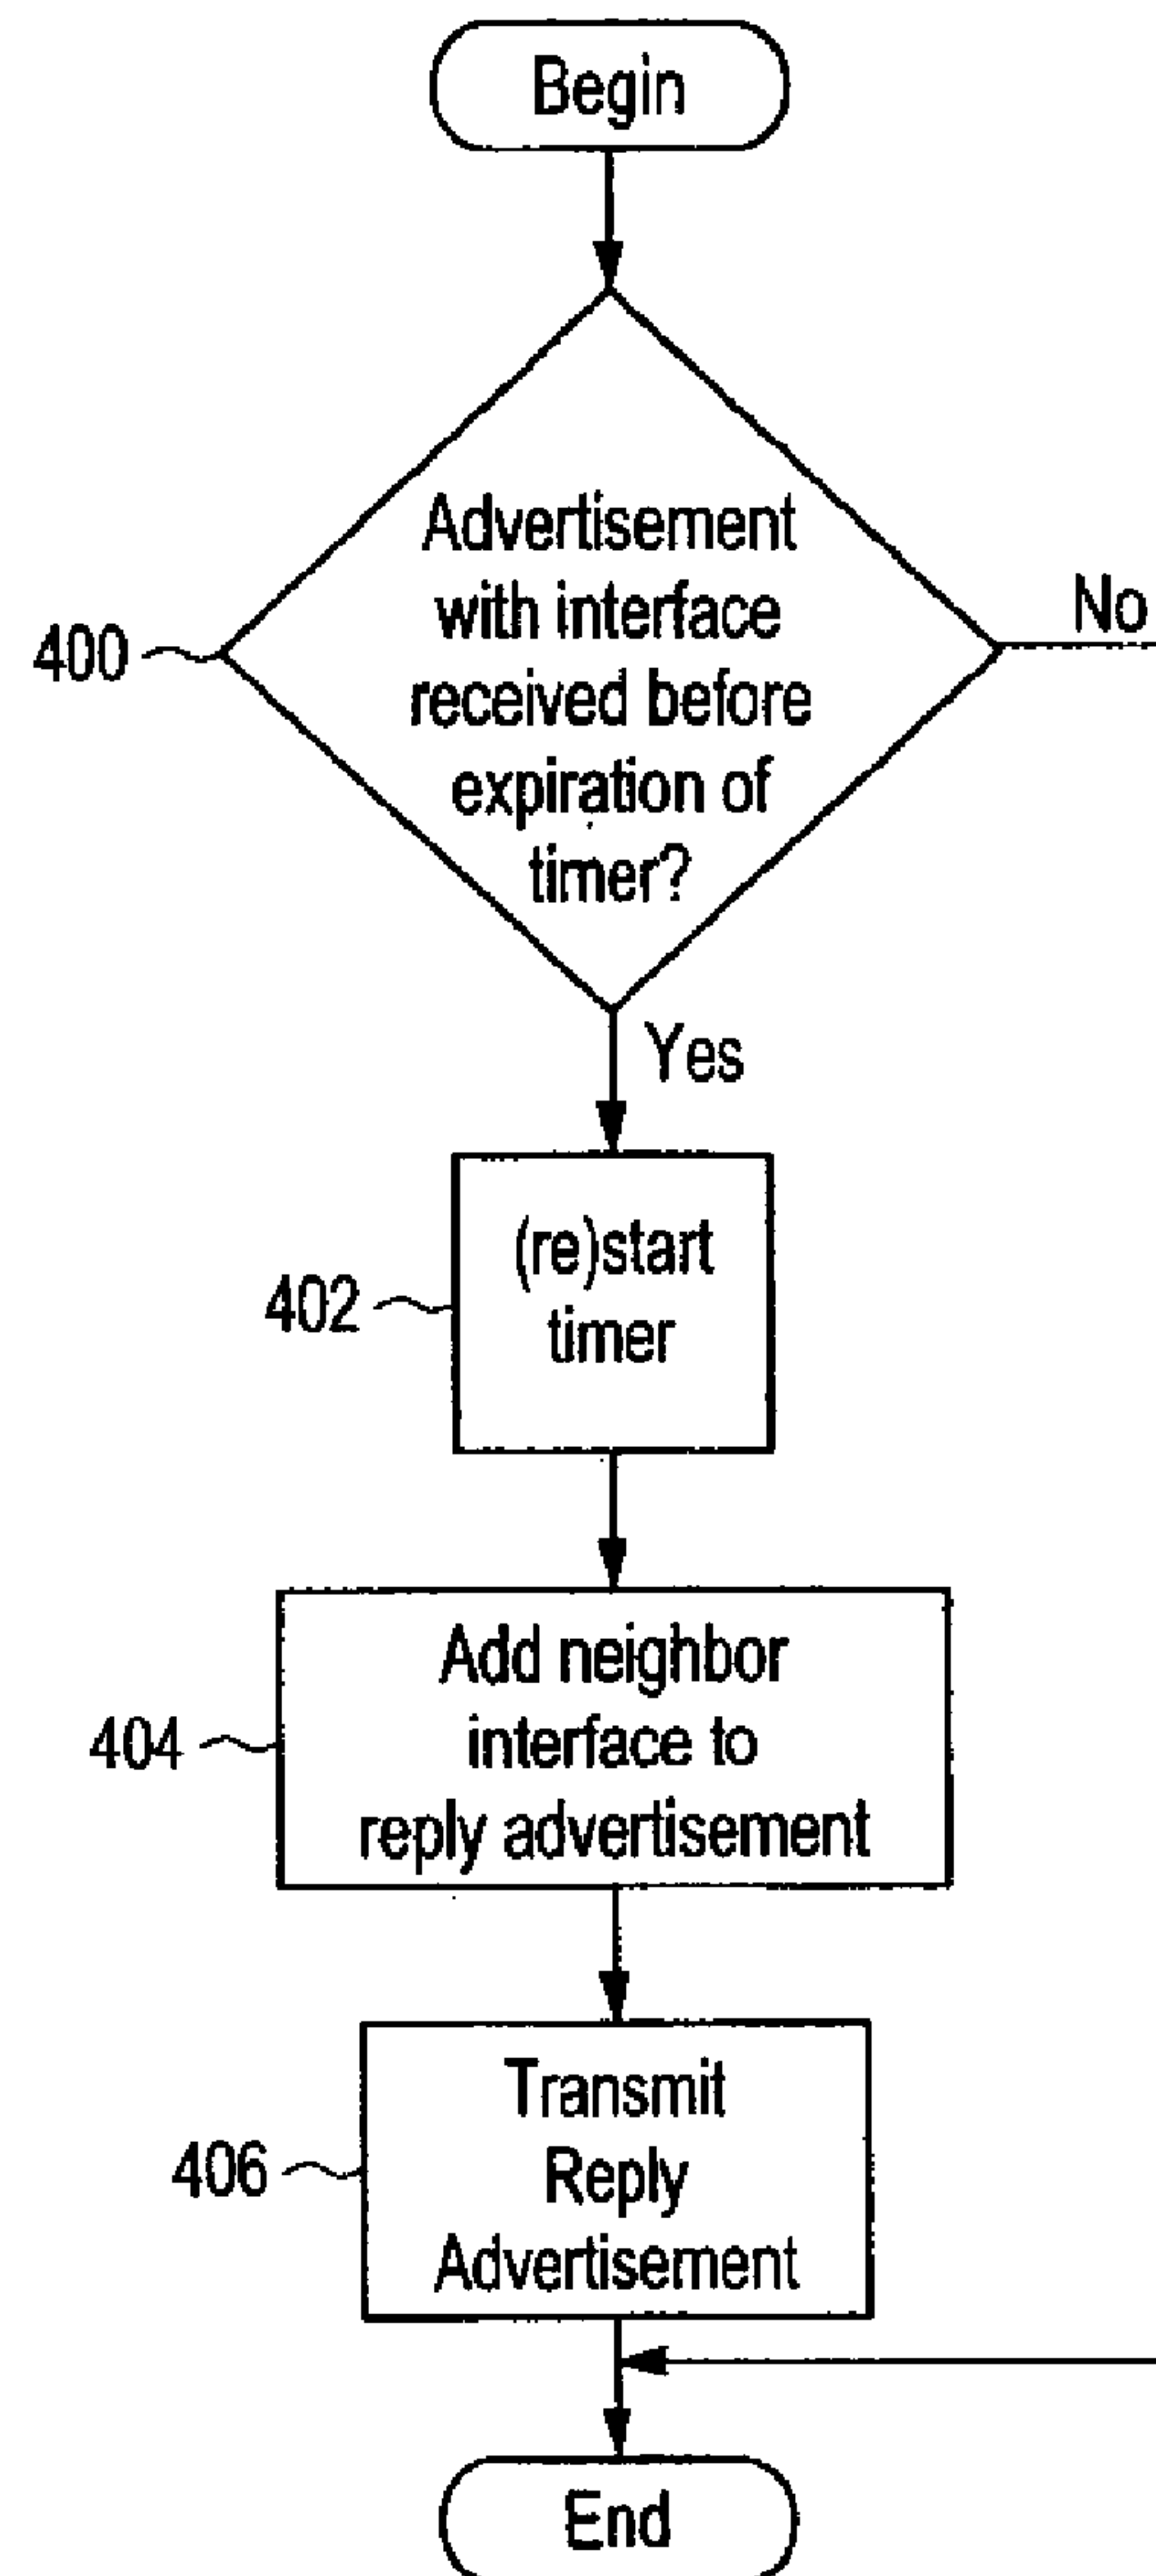 Begin
Advertisement
with interface
received before
expiration of
timer?
400
No
Yes
(re)start
timer
402
Add neighbor
interface to
reply advertisement
404
Transmit
Reply
Advertisement
406
End